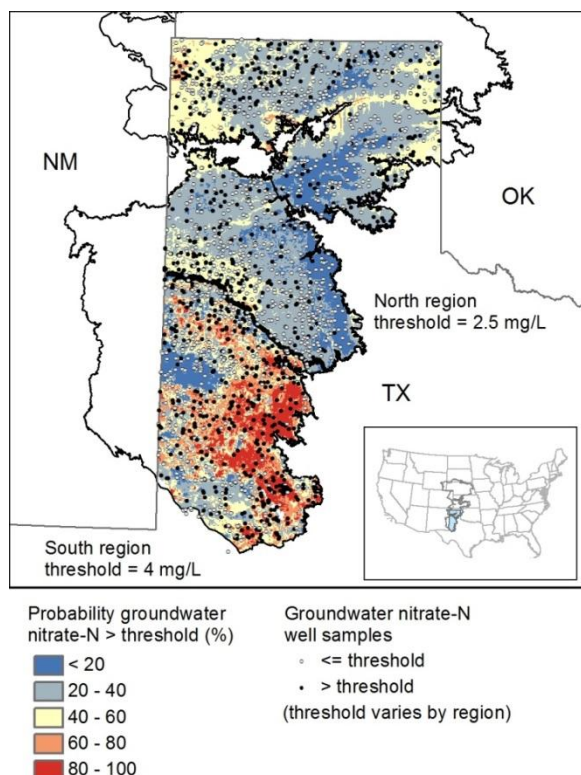 NM
OK
North region
threshold = 2.5 mg/L
TX
South region
threshold = 4 mg/L
Probability groundwater
nitrate-N > threshold (%)
< 20
20 - 40
40 - 60
60 - 80
80 - 100
Groundwater nitrate-N
well samples
<= threshold
> threshold
(threshold varies by region)